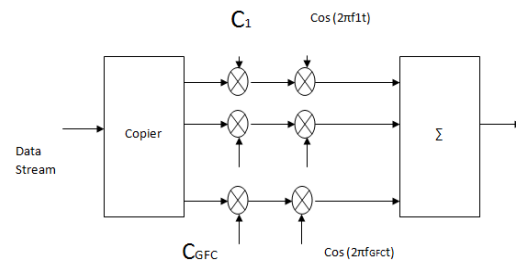 C1
Cos (2πf1t)
Copier
Σ
Data
Stream
CGFC
Cos (2πfGFCt)